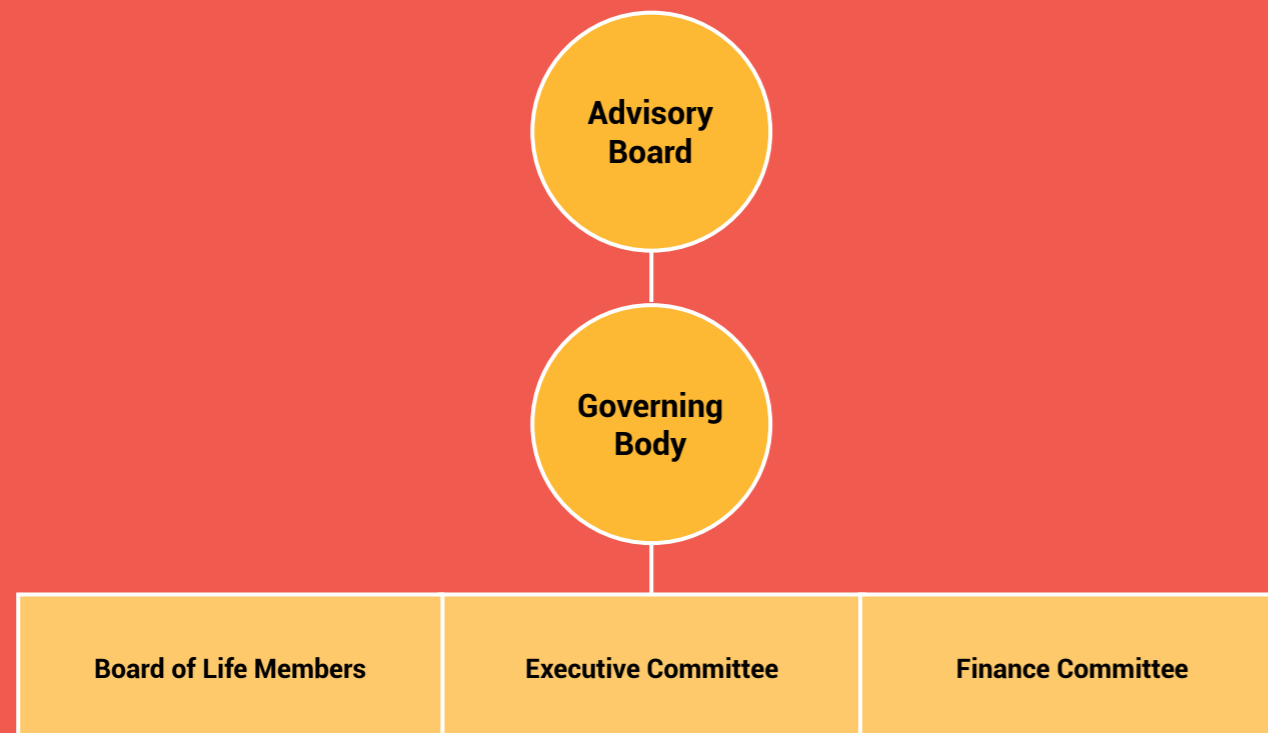 Advisory
Board
Governing
Body
Board of Life Members
Executive Committee
Finance Committee